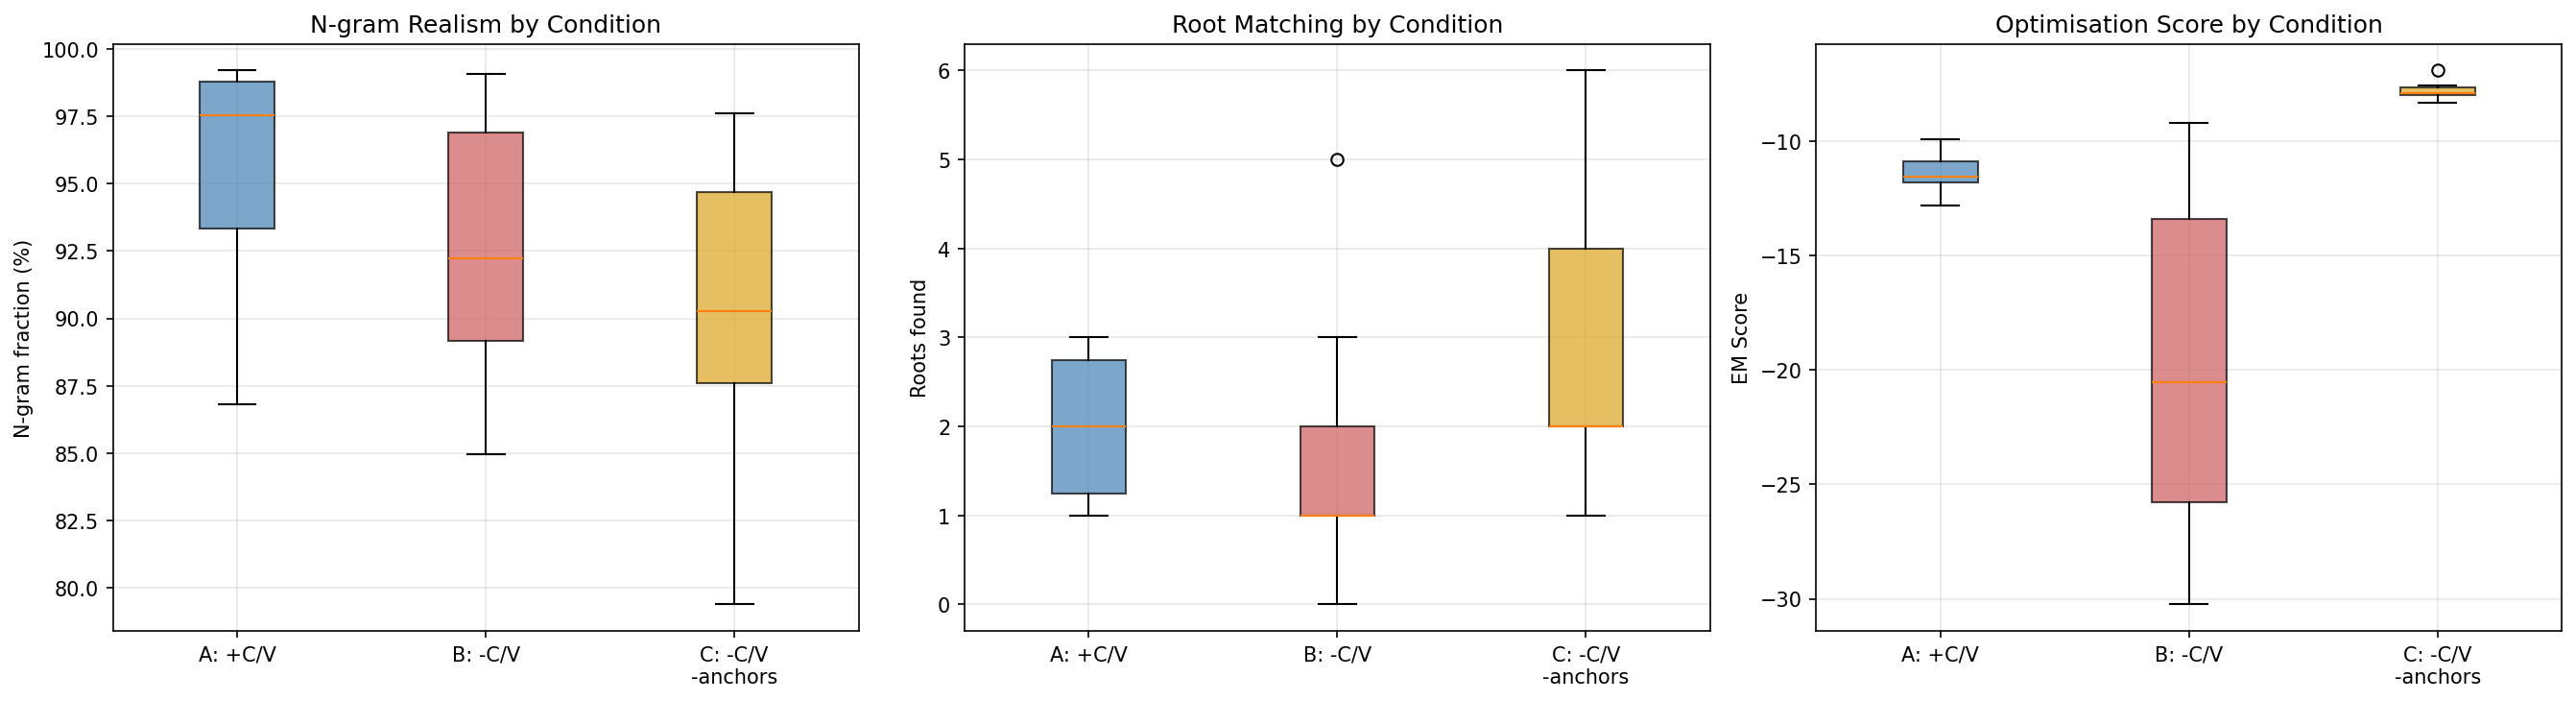 N-gram Realism by Condition
N-gram fraction (%)
100.0
97.5
95.0
92.5
90.0
87.5
85.0
82.5
80.0
A: +C/V
B: -C/V
C: -C/V
-anchors
Root Matching by Condition
Roots found
6
5
4
3
2
1
0
A: +C/V
B: -C/V
C: -C/V
-anchors
Optimisation Score by Condition
EM Score
−10
−15
−20
−25
−30
A: +C/V
B: -C/V
C: -C/V
-anchors